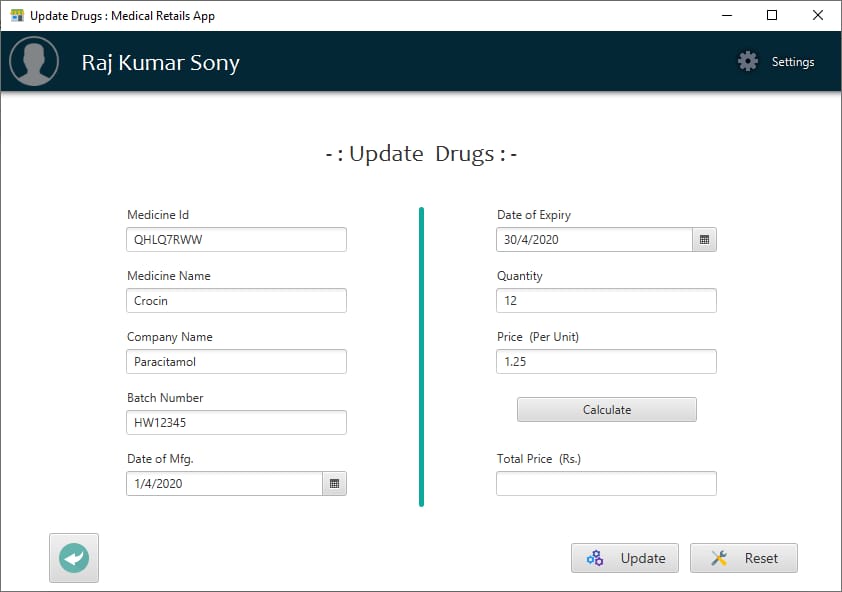 Update Drugs : Medical Retails App
Raj Kumar Sony
Settings
- : Update Drugs : -
Medicine Id
QHLQ7RWW
Medicine Name
Crocin
Company Name
Paracitamol
Batch Number
HW12345
Date of Mfg.
1/4/2020
Date of Expiry
30/4/2020
Quantity
12
Price (Per Unit)
1.25
Calculate
Total Price (Rs.)
Update
Reset